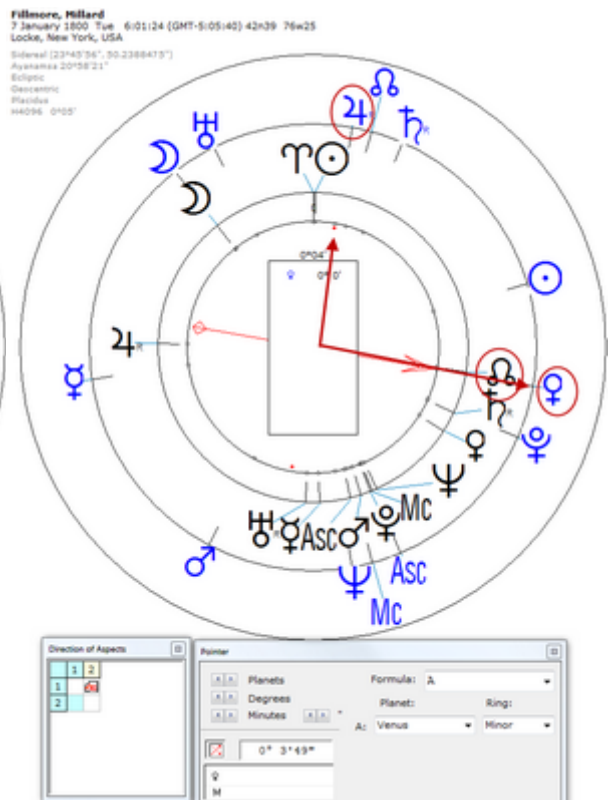 Fillmore, Millard
7 January 1800 Tue 6:01:24 (GMT-5:05:40) 42n39 76w25
Locke, New York, USA
Sidereal (23°45'56", 50.2388475")
Ayanamsa 20°58'21"
Ecliptic
Geocentric
Placidus
H4096 0°05'
♃ ☊ ♄R
♅ ☽ ♈ ☉
☽
0°04'
♀ 0° 0'
☉
♃R
☊ ♀
☿ ♄R
♀ ♇
♆
♅R ☿ Asc ♂ ♇ Mc
♂ ♆ Asc
Mc
Direction of Aspects
1 2
1
2
Pointer
Planets
Degrees
Minutes
Formula: A
Planet: Ring:
A: Venus Minor
0° 3'49"
♀
M